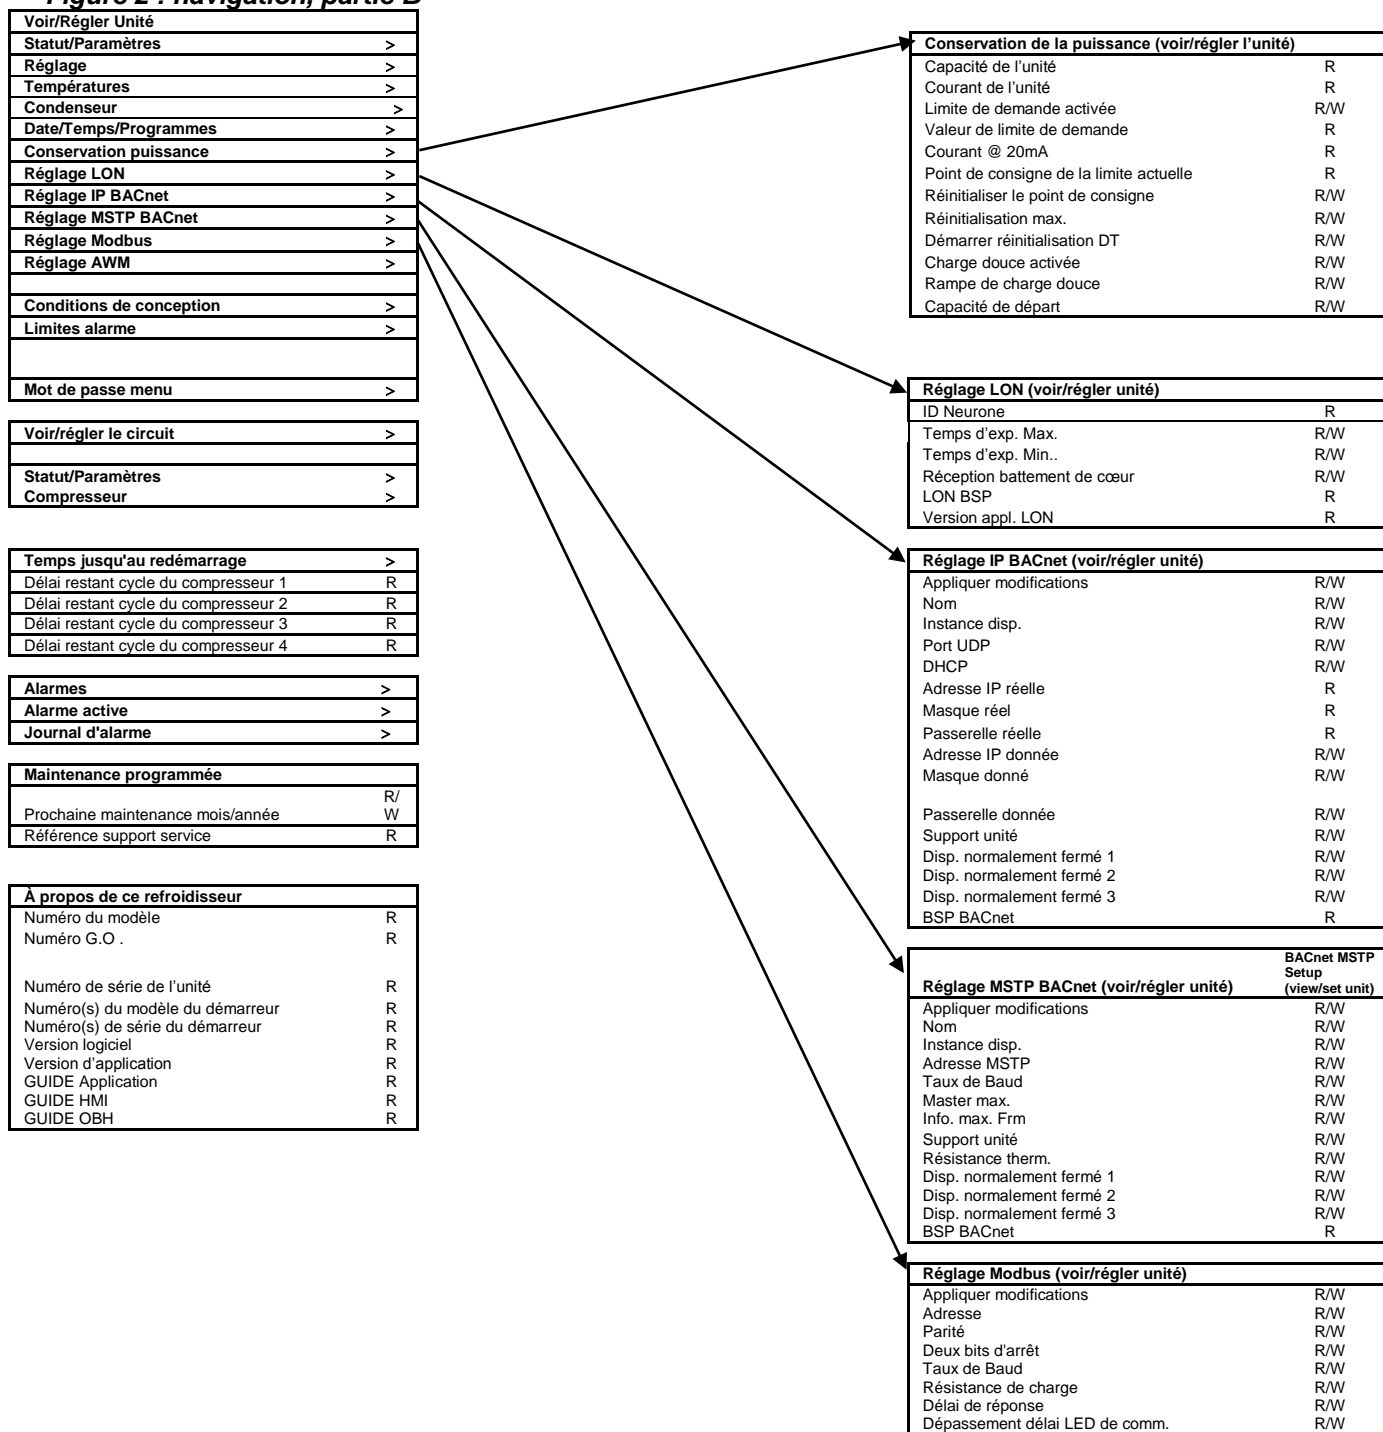 Figure 2 : navigation, partie B
Voir/Régler Unité
Statut/Paramètres >
Réglage >
Températures >
Condenseur >
Date/Temps/Programmes >
Conservation puissance >
Réglage LON >
Réglage IP BACnet >
Réglage MSTP BACnet >
Réglage Modbus >
Réglage AWM >
Conditions de conception >
Limites alarme >
Mot de passe menu >
Voir/régler le circuit >
Statut/Paramètres >
Compresseur >
Temps jusqu'au redémarrage >
Délai restant cycle du compresseur 1 R
Délai restant cycle du compresseur 2 R
Délai restant cycle du compresseur 3 R
Délai restant cycle du compresseur 4 R
Alarmes >
Alarme active >
Journal d'alarme >
Maintenance programmée
R/
Prochaine maintenance mois/année W
Référence support service R
À propos de ce refroidisseur
Numéro du modèle R
Numéro G.O . R
Numéro de série de l'unité R
Numéro(s) du modèle du démarreur R
Numéro(s) de série du démarreur R
Version logiciel R
Version d'application R
GUIDE Application R
GUIDE HMI R
GUIDE OBH R
Conservation de la puissance (voir/régler l'unité)
Capacité de l'unité R
Courant de l'unité R
Limite de demande activée R/W
Valeur de limite de demande R
Courant @ 20mA R
Point de consigne de la limite actuelle R
Réinitialiser le point de consigne R/W
Réinitialisation max. R/W
Démarrer réinitialisation DT R/W
Charge douce activée R/W
Rampe de charge douce R/W
Capacité de départ R/W
Réglage LON (voir/régler unité)
ID Neurone R
Temps d'exp. Max. R/W
Temps d'exp. Min.. R/W
Réception battement de cœur R/W
LON BSP R
Version appl. LON R
Réglage IP BACnet (voir/régler unité)
Appliquer modifications R/W
Nom R/W
Instance disp. R/W
Port UDP R/W
DHCP R/W
Adresse IP réelle R
Masque réel R
Passerelle réelle R
Adresse IP donnée R/W
Masque donné R/W
Passerelle donnée R/W
Support unité R/W
Disp. normalement fermé 1 R/W
Disp. normalement fermé 2 R/W
Disp. normalement fermé 3 R/W
BSP BACnet R
BACnet MSTP
Setup
Réglage MSTP BACnet (voir/régler unité) (view/set unit)
Appliquer modifications R/W
Nom R/W
Instance disp. R/W
Adresse MSTP R/W
Taux de Baud R/W
Master max. R/W
Info. max. Frm R/W
Support unité R/W
Résistance therm. R/W
Disp. normalement fermé 1 R/W
Disp. normalement fermé 2 R/W
Disp. normalement fermé 3 R/W
BSP BACnet R
Réglage Modbus (voir/régler unité)
Appliquer modifications R/W
Adresse R/W
Parité R/W
Deux bits d'arrêt R/W
Taux de Baud R/W
Résistance de charge R/W
Délai de réponse R/W
Dépassement délai LED de comm. R/W